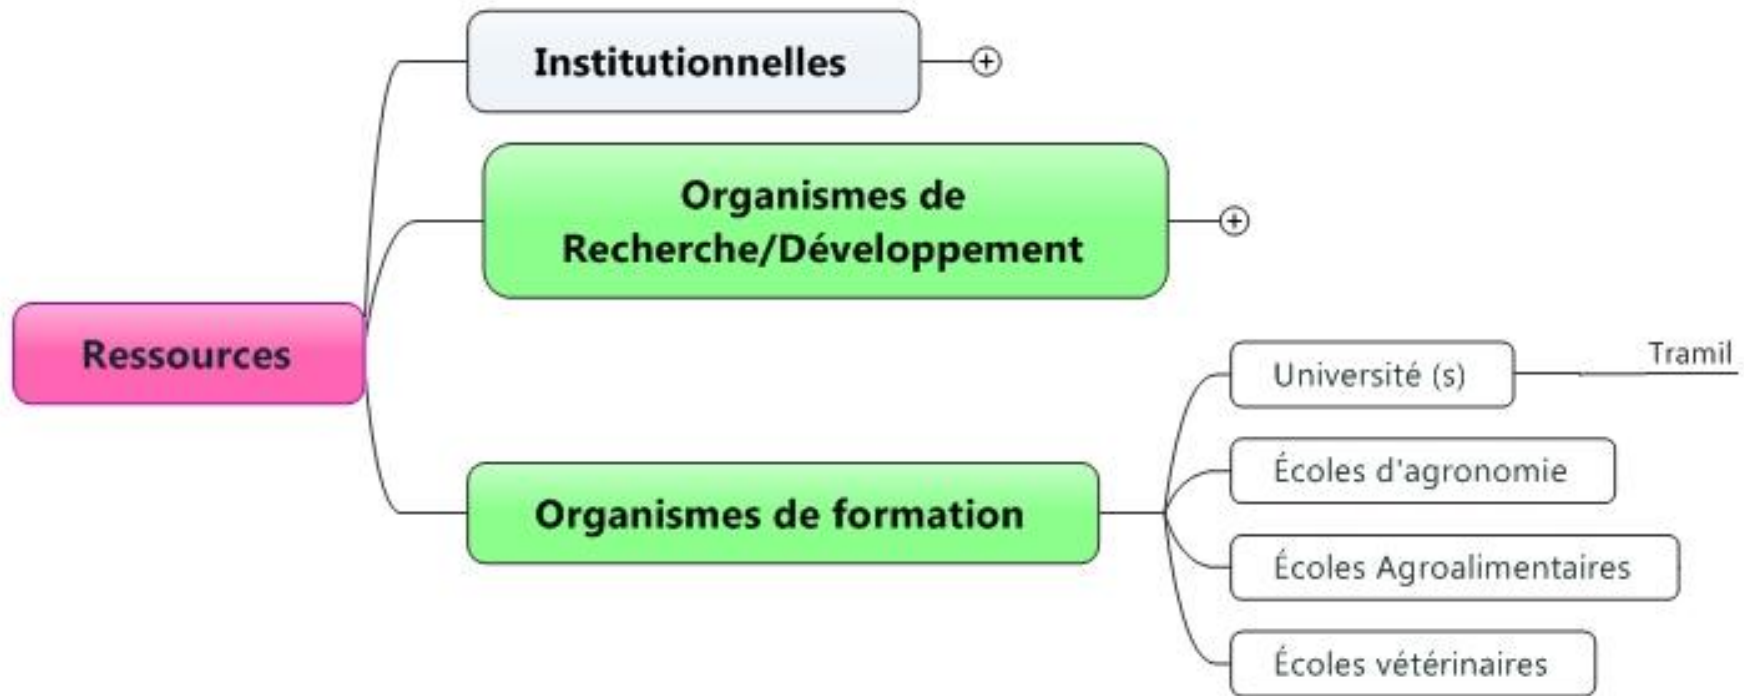 Institutionnelles
Organismes de
Recherche/Développement
Ressources
Organismes de formation
Université (s)
Tramil
Écoles d'agronomie
Écoles Agroalimentaires
Écoles vétérinaires